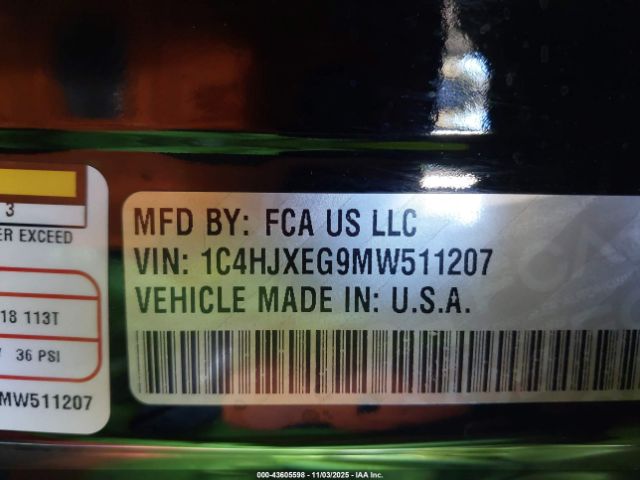 3
ER EXCEED
18 113T
36 PSI
MW511207
MFD BY: FCA US LLC
VIN: 1C4HJXEG9MW511207
VEHICLE MADE IN: U.S.A.
000-43605598 - 11/03/2025 - IAA Inc.